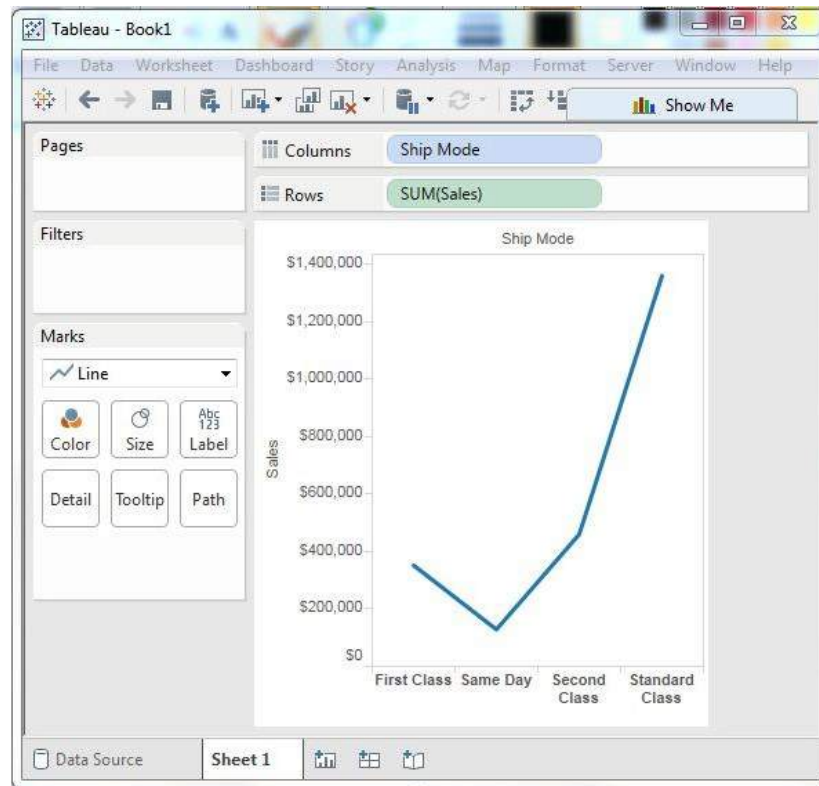 Tableau - Book1
File Data Worksheet Dashboard Story Analysis Map Format Server Window Help
Show Me
Pages
Columns Ship Mode
Rows SUM(Sales)
Filters
Marks
Line
Color Size Abc 123 Label
Detail Tooltip Path
Ship Mode
$1,400,000
$1,200,000
$1,000,000
$800,000
$600,000
$400,000
$200,000
$0
Sales
First Class Same Day Second Class Standard Class
Data Source Sheet 1